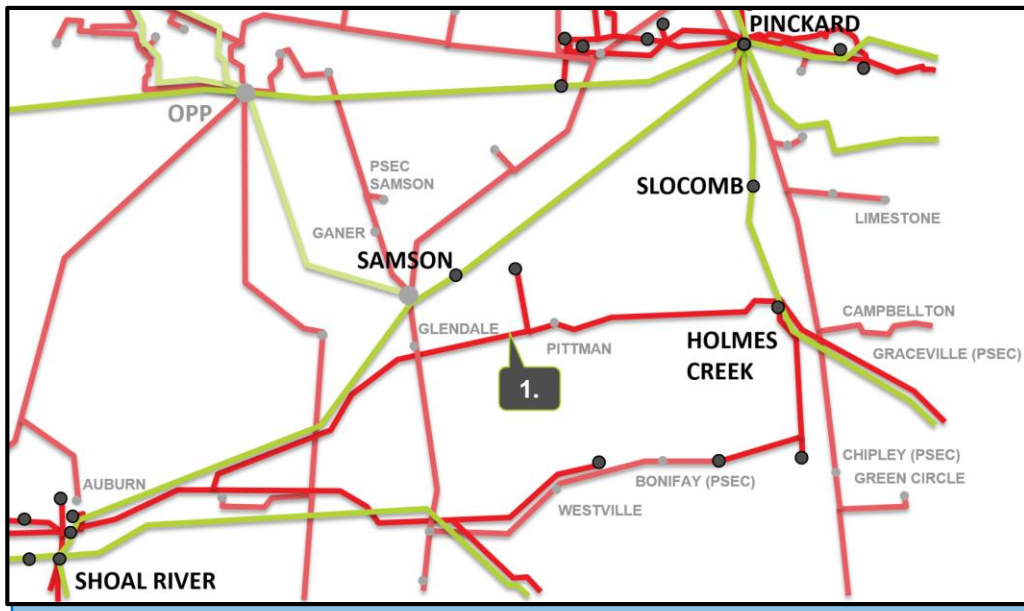 PINCKARD
OPP
PSEC
SAMSON
SLOCOMB
LIMESTONE
GANER
SAMSON
CAMPBELLTON
GLENDALE
PITTMAN
HOLMES
CREEK
GRACEVILLE (PSEC)
1.
CHIPLEY (PSEC)
GREEN CIRCLE
AUBURN
BONIFAY (PSEC)
WESTVILLE
SHOAL RIVER